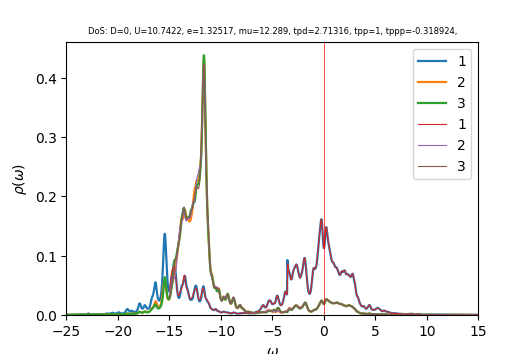 DoS: D=0, U=10.7422, e=1.32517, mu=12.289, tpd=2.71316, tpp=1, tppp=-0.318924,
1
2
3
1
2
3
ρ(ω)
0.4
0.3
0.2
0.1
0.0
−25 −20 −15 −10 −5 0 5 10 15
ω